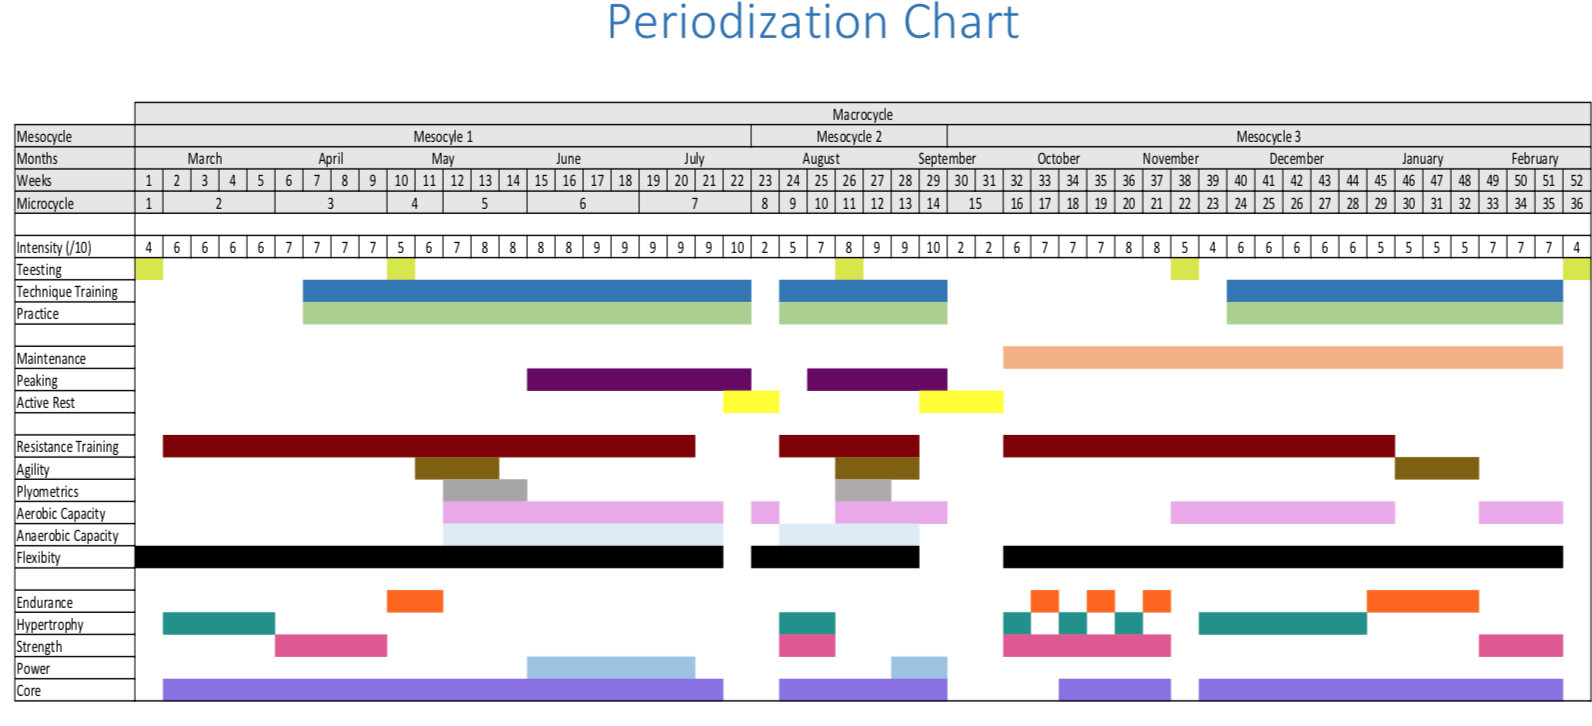 Periodization Chart
Macrocycle
Mesocycle Mesocyle 1 Mesocycle 2 Mesocycle 3
Months March April May June July August September October November December January February
Weeks 1 2 3 4 5 6 7 8 9 10 11 12 13 14 15 16 17 18 19 20 21 22 23 24 25 26 27 28 29 30 31 32 33 34 35 36 37 38 39 40 41 42 43 44 45 46 47 48 49 50 51 52
Microcycle 1 2 3 4 5 6 7 8 9 10 11 12 13 14 15 16 17 18 19 20 21 22 23 24 25 26 27 28 29 30 31 32 33 34 35 36
Intensity (/10) 4 6 6 6 6 7 7 7 7 5 6 7 8 8 8 8 9 9 9 9 9 10 2 5 7 8 9 9 10 2 2 6 7 7 7 8 8 5 4 6 6 6 6 6 5 5 5 5 7 7 7 4
Teesting
Technique Training
Practice
Maintenance
Peaking
Active Rest
Resistance Training
Agility
Plyometrics
Aerobic Capacity
Anaerobic Capacity
Flexibity
Endurance
Hypertrophy
Strength
Power
Core